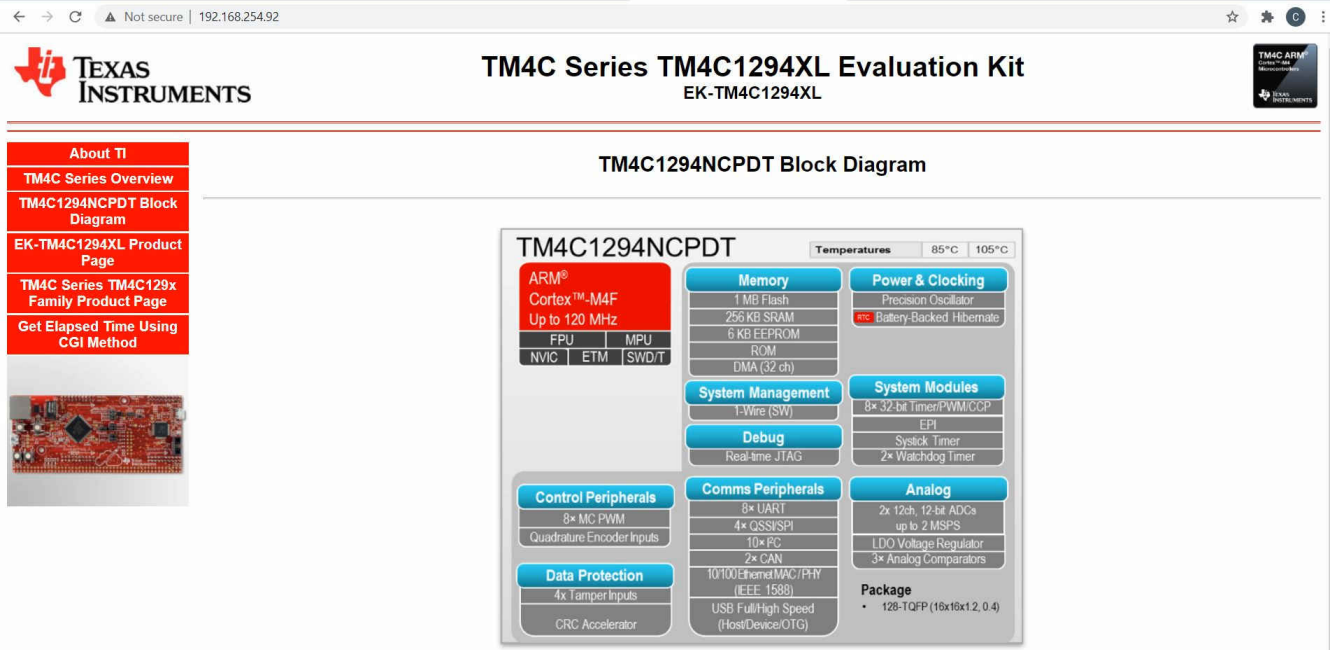 Not secure | 192.168.254.92
C
TEXAS
INSTRUMENTS
TM4C Series TM4C1294XL Evaluation Kit
EK-TM4C1294XL
TM4C ARM®
Cortex™-M4
Microcontrollers
TEXAS
INSTRUMENTS
About TI
TM4C Series Overview
TM4C1294NCPDT Block
Diagram
EK-TM4C1294XL Product
Page
TM4C Series TM4C129x
Family Product Page
Get Elapsed Time Using
CGI Method
TM4C1294NCPDT Block Diagram
TM4C1294NCPDT
Temperatures 85°C 105°C
ARM®
Cortex™-M4F
Up to 120 MHz
FPU MPU
NVIC ETM SWD/T
Memory
1 MB Flash
256 KB SRAM
6 KB EEPROM
ROM
DMA (32 ch)
Power & Clocking
Precision Oscillator
RTC Battery-Backed Hibernate
System Management
1-Wire (SW)
Debug
Real-time JTAG
System Modules
8× 32-bit Timer/PWM/CCP
EPI
Systick Timer
2× Watchdog Timer
Control Peripherals
8× MC PWM
Quadrature Encoder Inputs
Data Protection
4x Tamper Inputs
CRC Accelerator
Comms Peripherals
8× UART
4× QSSI/SPI
10× I²C
2× CAN
10/100 Ethernet MAC / PHY
(IEEE 1588)
USB Full/High Speed
(Host/Device/OTG)
Analog
2x 12ch, 12-bit ADCs
up to 2 MSPS
LDO Voltage Regulator
3× Analog Comparators
Package
• 128-TQFP (16x16x1.2, 0.4)